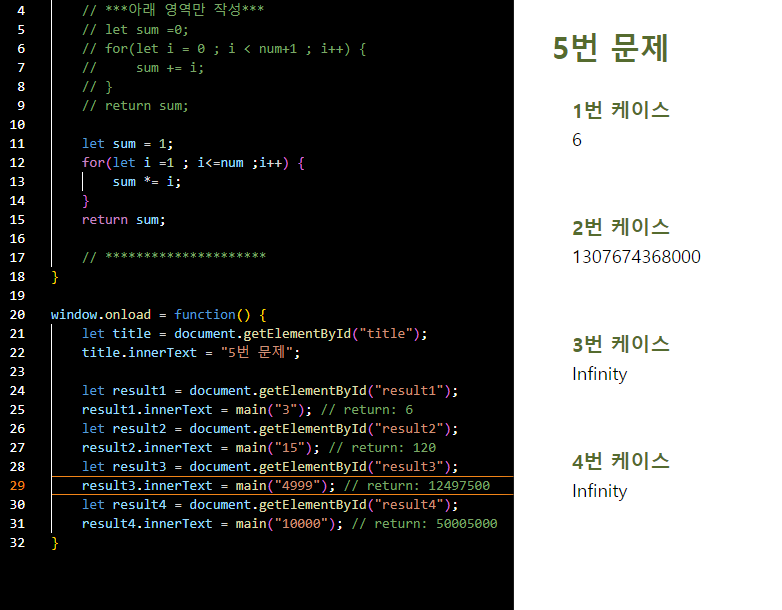 4 // ***아래 영역만 작성***
5 // let sum =0;
6 // for(let i = 0 ; i < num+1 ; i++) {
7 //     sum += i;
8 // }
9 // return sum;
10
11 let sum = 1;
12 for(let i =1 ; i<=num ;i++) {
13     sum *= i;
14 }
15 return sum;
16
17 // *********************
18 }
19
20 window.onload = function() {
21 let title = document.getElementById("title");
22 title.innerText = "5번 문제";
23
24 let result1 = document.getElementById("result1");
25 result1.innerText = main("3"); // return: 6
26 let result2 = document.getElementById("result2");
27 result2.innerText = main("15"); // return: 120
28 let result3 = document.getElementById("result3");
29 result3.innerText = main("4999"); // return: 12497500
30 let result4 = document.getElementById("result4");
31 result4.innerText = main("10000"); // return: 50005000
32 }
5번 문제
1번 케이스
6
2번 케이스
1307674368000
3번 케이스
Infinity
4번 케이스
Infinity